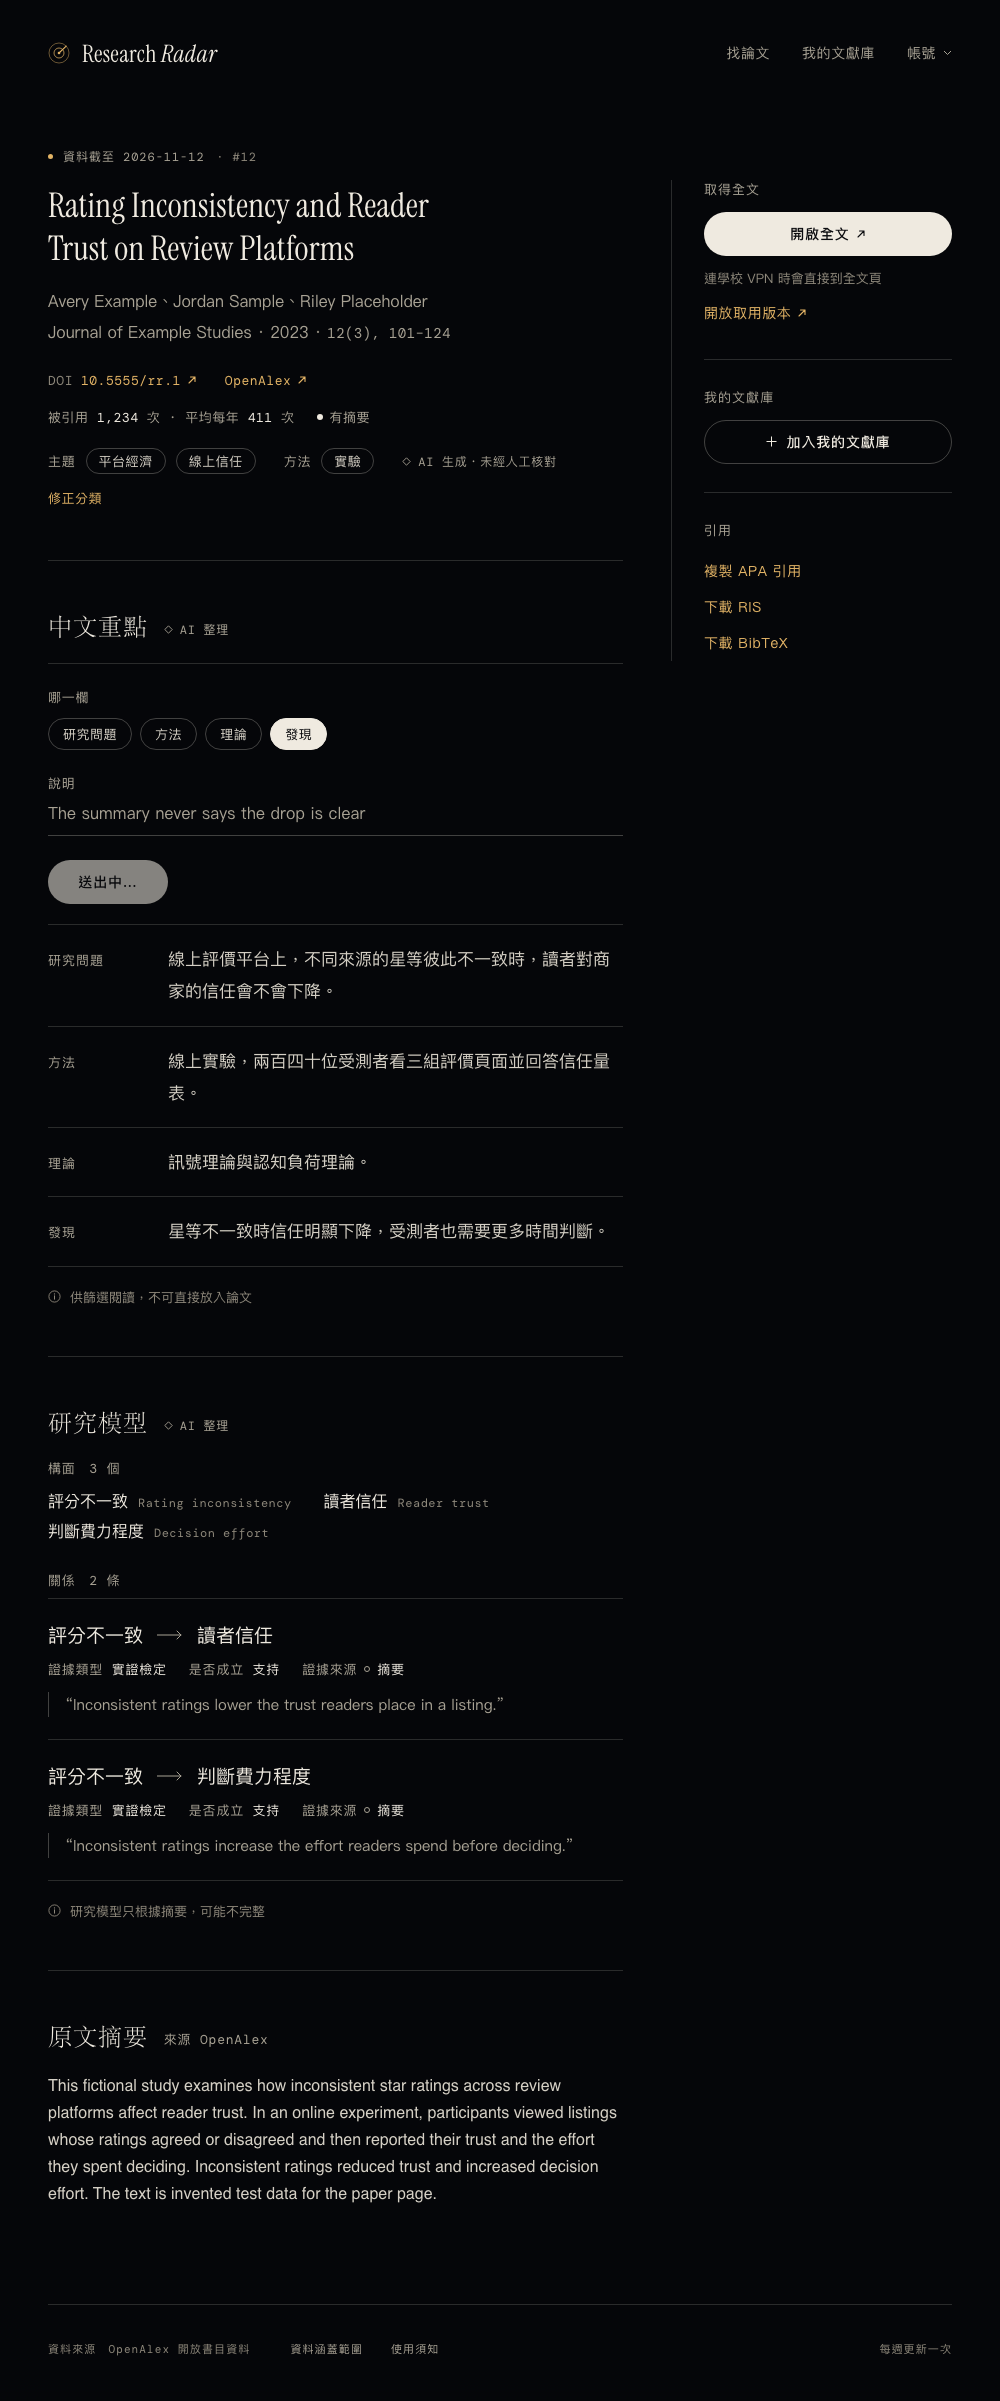 Research Radar
找論文 我的文獻庫 帳號
資料截至 2026-11-12 · #12
Rating Inconsistency and Reader
Trust on Review Platforms
Avery Example、Jordan Sample、Riley Placeholder
Journal of Example Studies · 2023 · 12(3), 101–124
DOI 10.5555/rr.1 ↗ OpenAlex ↗
被引用 1,234 次 · 平均每年 411 次 有摘要
主題 平台經濟 線上信任 方法 實驗 ◇ AI 生成·未經人工核對
修正分類
取得全文
開啟全文 ↗
連學校 VPN 時會直接到全文頁
開放取用版本 ↗
我的文獻庫
+ 加入我的文獻庫
引用
複製 APA 引用
下載 RIS
下載 BibTeX
中文重點 ◇ AI 整理
哪一欄
研究問題 方法 理論 發現
說明
The summary never says the drop is clear
送出中…
研究問題 線上評價平台上，不同來源的星等彼此不一致時，讀者對商
家的信任會不會下降。
方法 線上實驗，兩百四十位受測者看三組評價頁面並回答信任量
表。
理論 訊號理論與認知負荷理論。
發現 星等不一致時信任明顯下降，受測者也需要更多時間判斷。
供篩選閱讀，不可直接放入論文
研究模型 ◇ AI 整理
構面 3 個
評分不一致 Rating inconsistency 讀者信任 Reader trust
判斷費力程度 Decision effort
關係 2 條
評分不一致 → 讀者信任
證據類型 實證檢定 是否成立 支持 證據來源 摘要
“Inconsistent ratings lower the trust readers place in a listing.”
評分不一致 → 判斷費力程度
證據類型 實證檢定 是否成立 支持 證據來源 摘要
“Inconsistent ratings increase the effort readers spend before deciding.”
研究模型只根據摘要，可能不完整
原文摘要 來源 OpenAlex
This fictional study examines how inconsistent star ratings across review
platforms affect reader trust. In an online experiment, participants viewed listings
whose ratings agreed or disagreed and then reported their trust and the effort
they spent deciding. Inconsistent ratings reduced trust and increased decision
effort. The text is invented test data for the paper page.
資料來源 OpenAlex 開放書目資料 資料涵蓋範圍 使用須知
每週更新一次